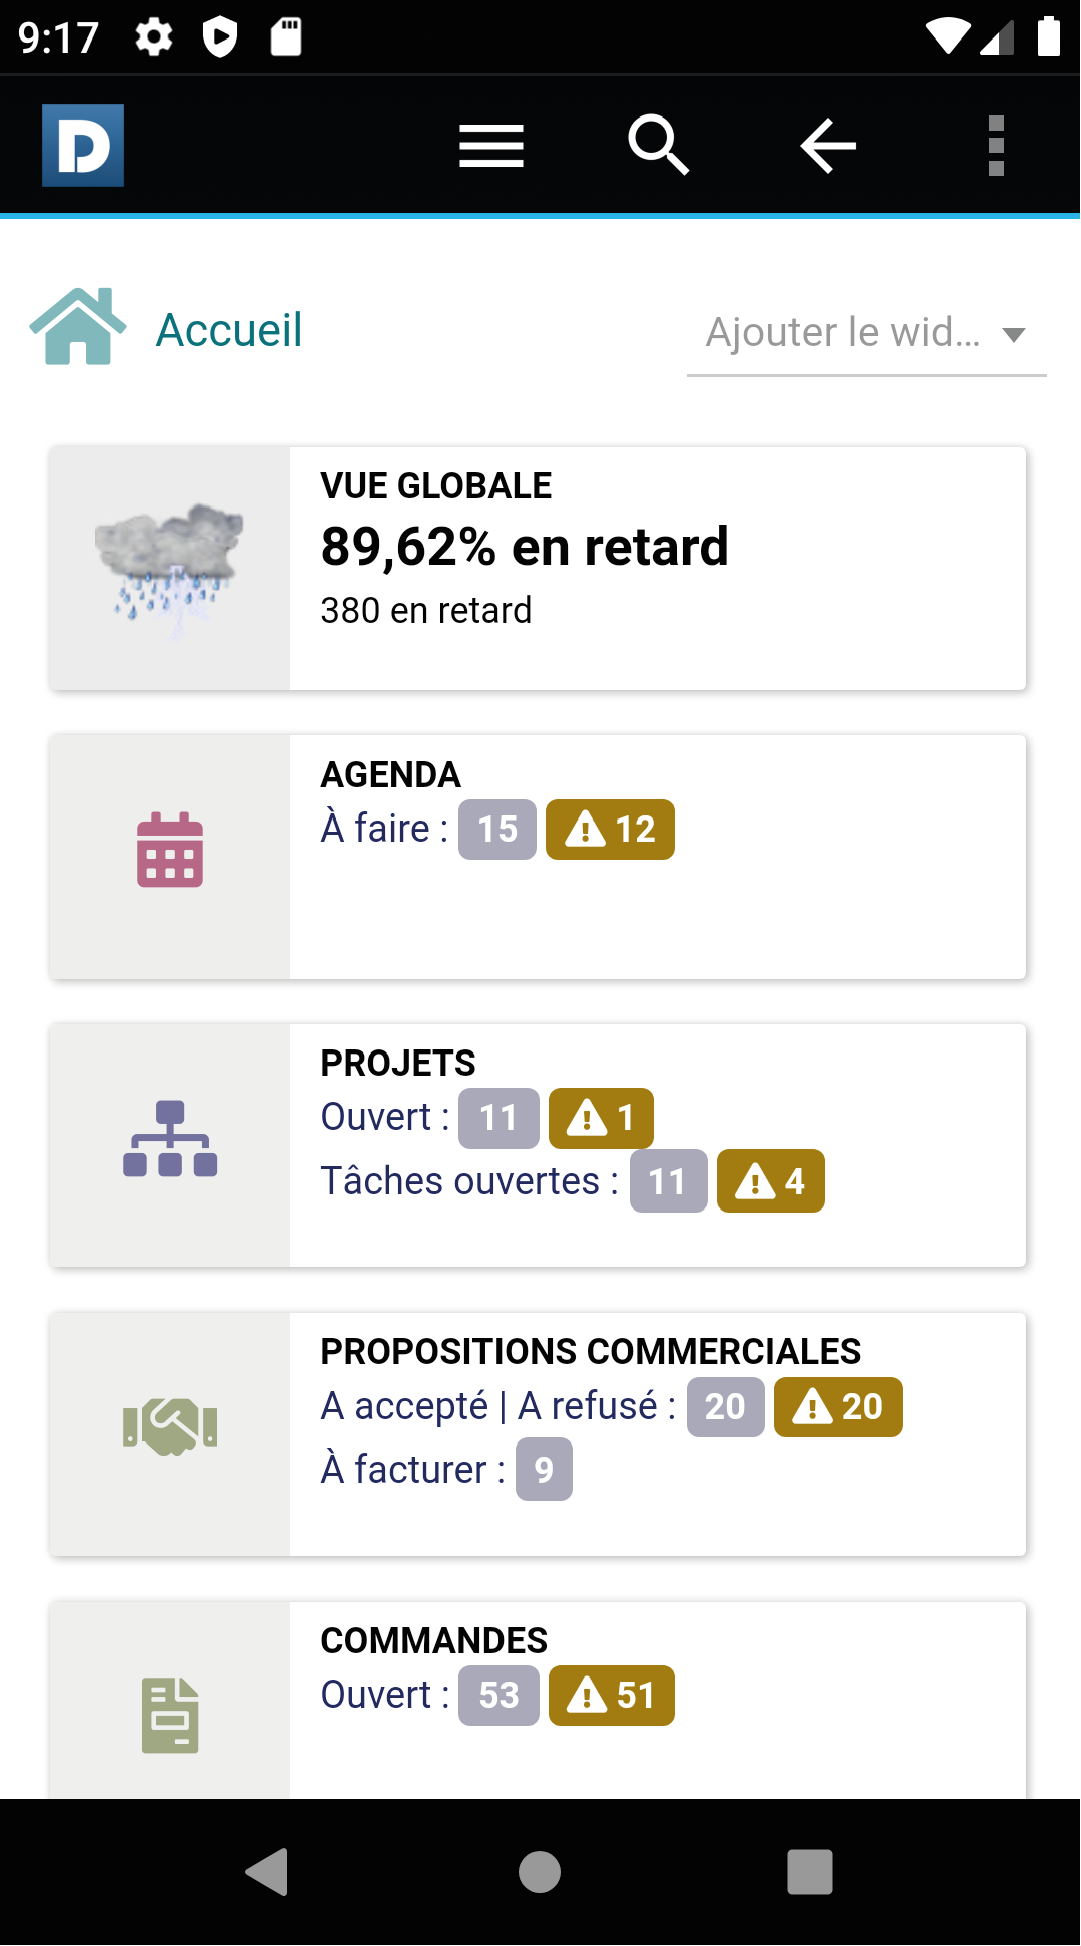 9:17
D
Accueil
Ajouter le wid...
VUE GLOBALE
89,62% en retard
380 en retard
AGENDA
À faire : 15 12
PROJETS
Ouvert : 11 1
Tâches ouvertes : 11 4
PROPOSITIONS COMMERCIALES
A accepté | A refusé : 20 20
À facturer : 9
COMMANDES
Ouvert : 53 51